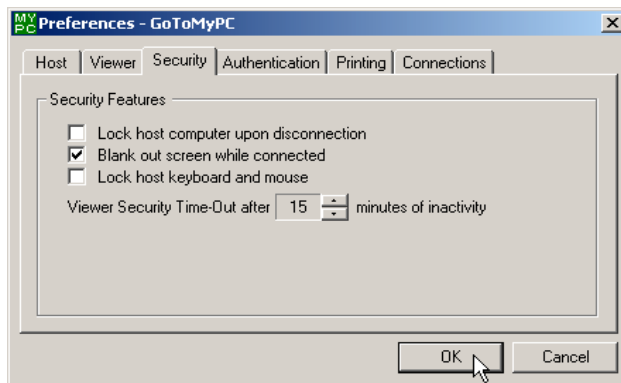 MY PC Preferences - GoToMyPC
Host Viewer Security Authentication Printing Connections
Security Features
Lock host computer upon disconnection
Blank out screen while connected
Lock host keyboard and mouse
Viewer Security Time-Out after 15 minutes of inactivity
OK Cancel